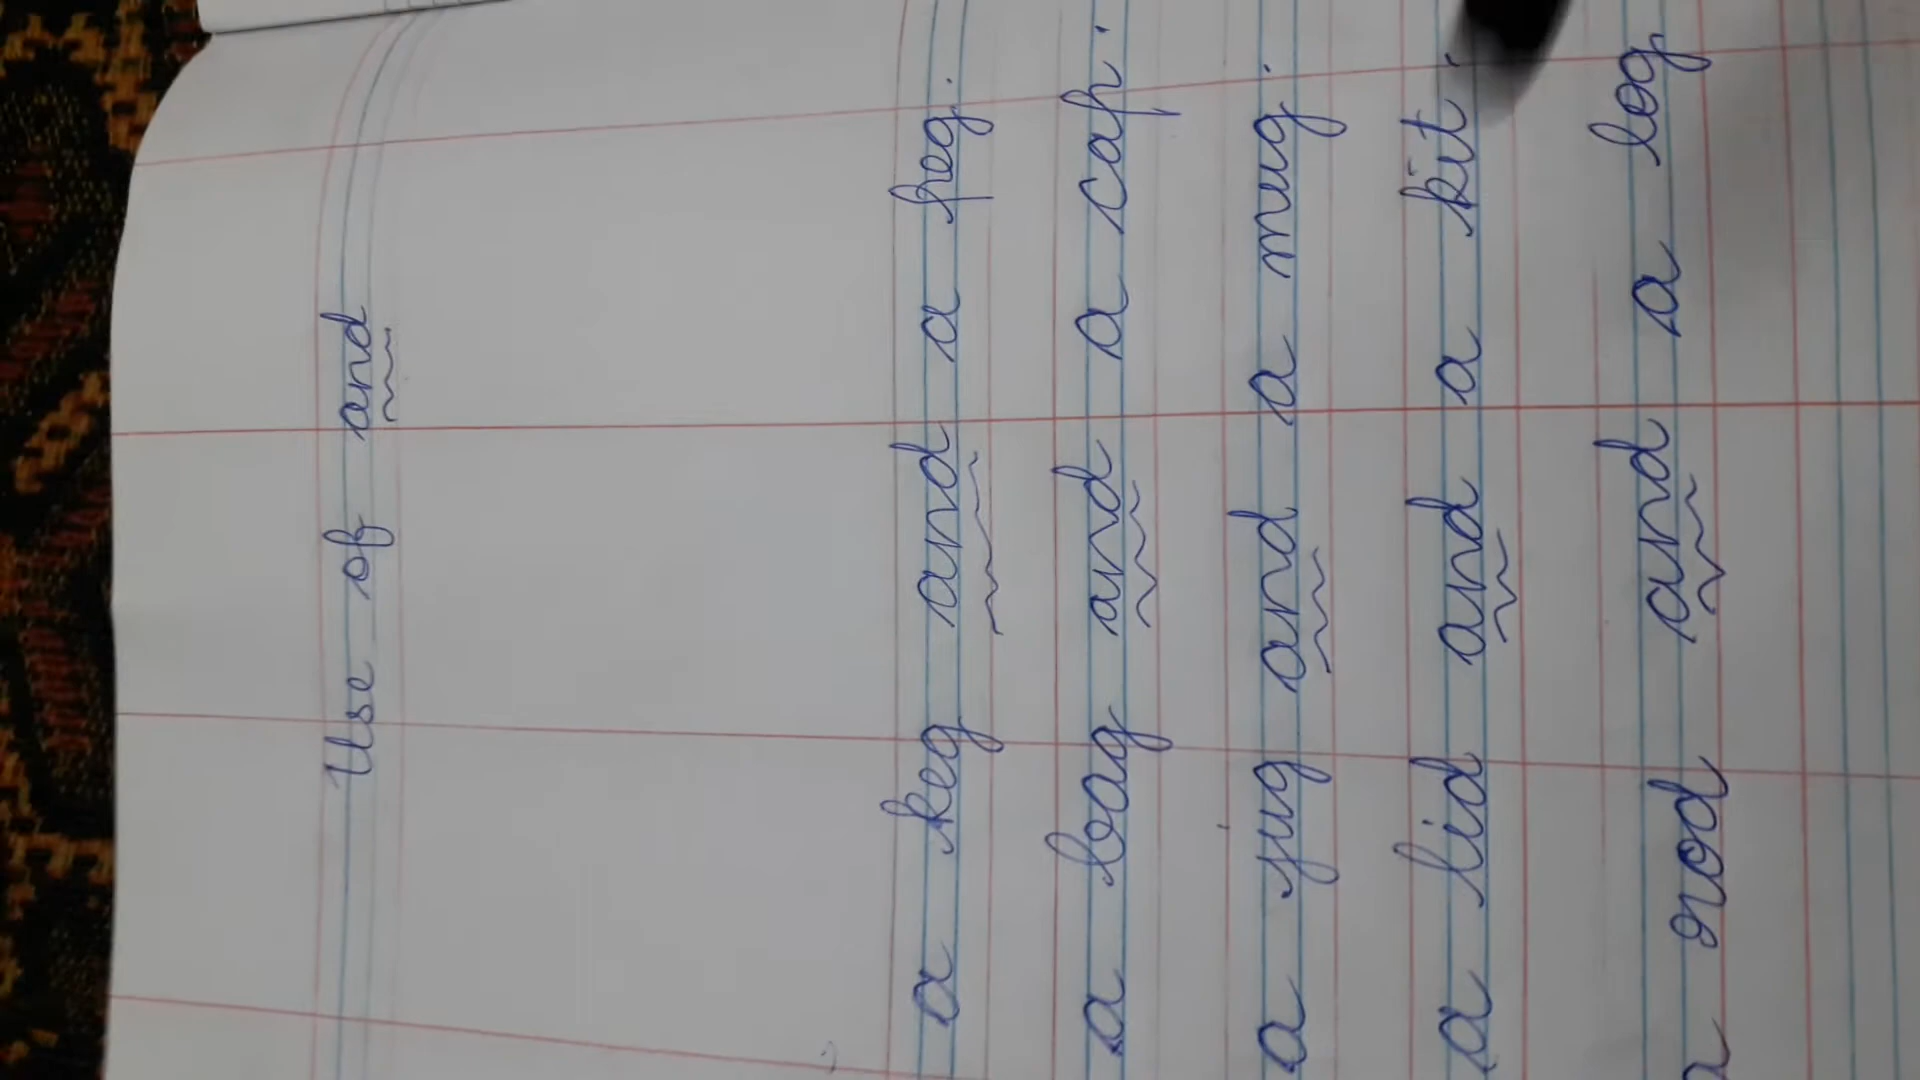 Use of and
a keg and a peg.
a bag and a cap.
a jug and a mug.
a lid and a kit.
a rod and a log